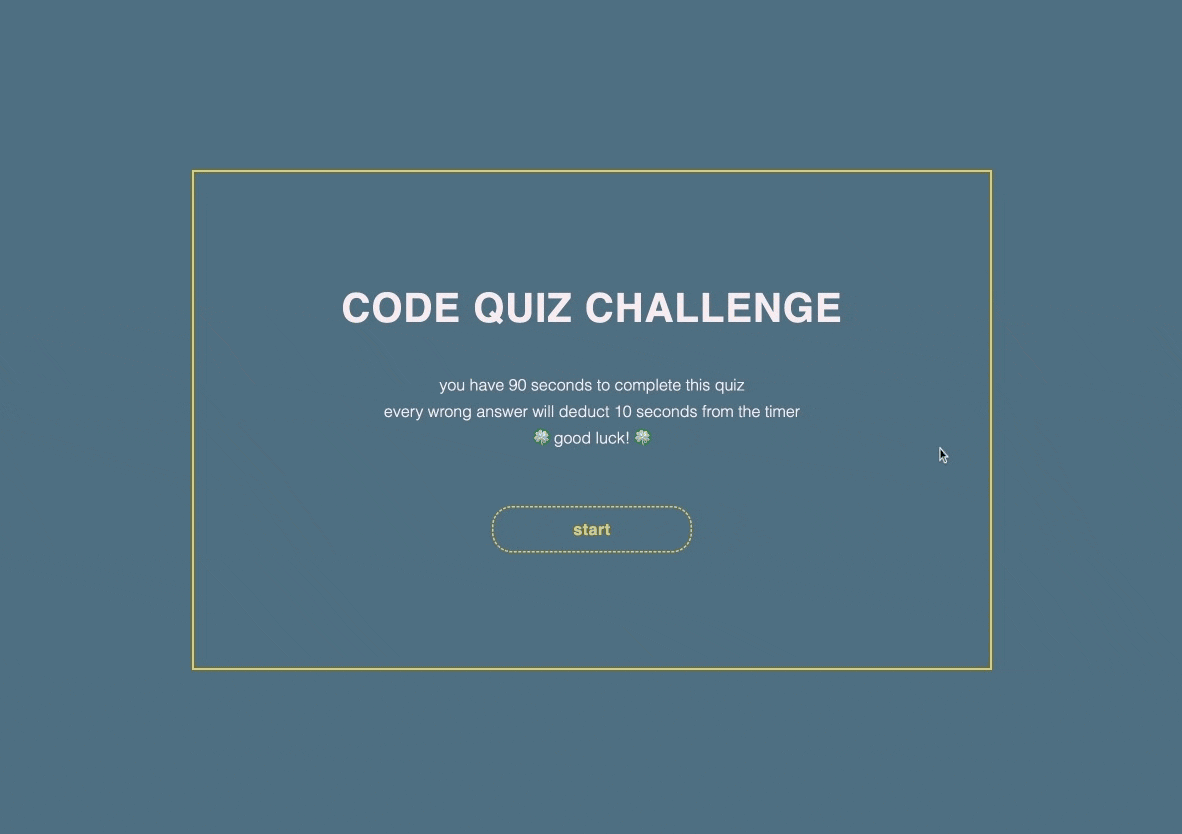 CODE QUIZ CHALLENGE
you have 90 seconds to complete this quiz
every wrong answer will deduct 10 seconds from the timer
🍀 good luck! 🍀
start